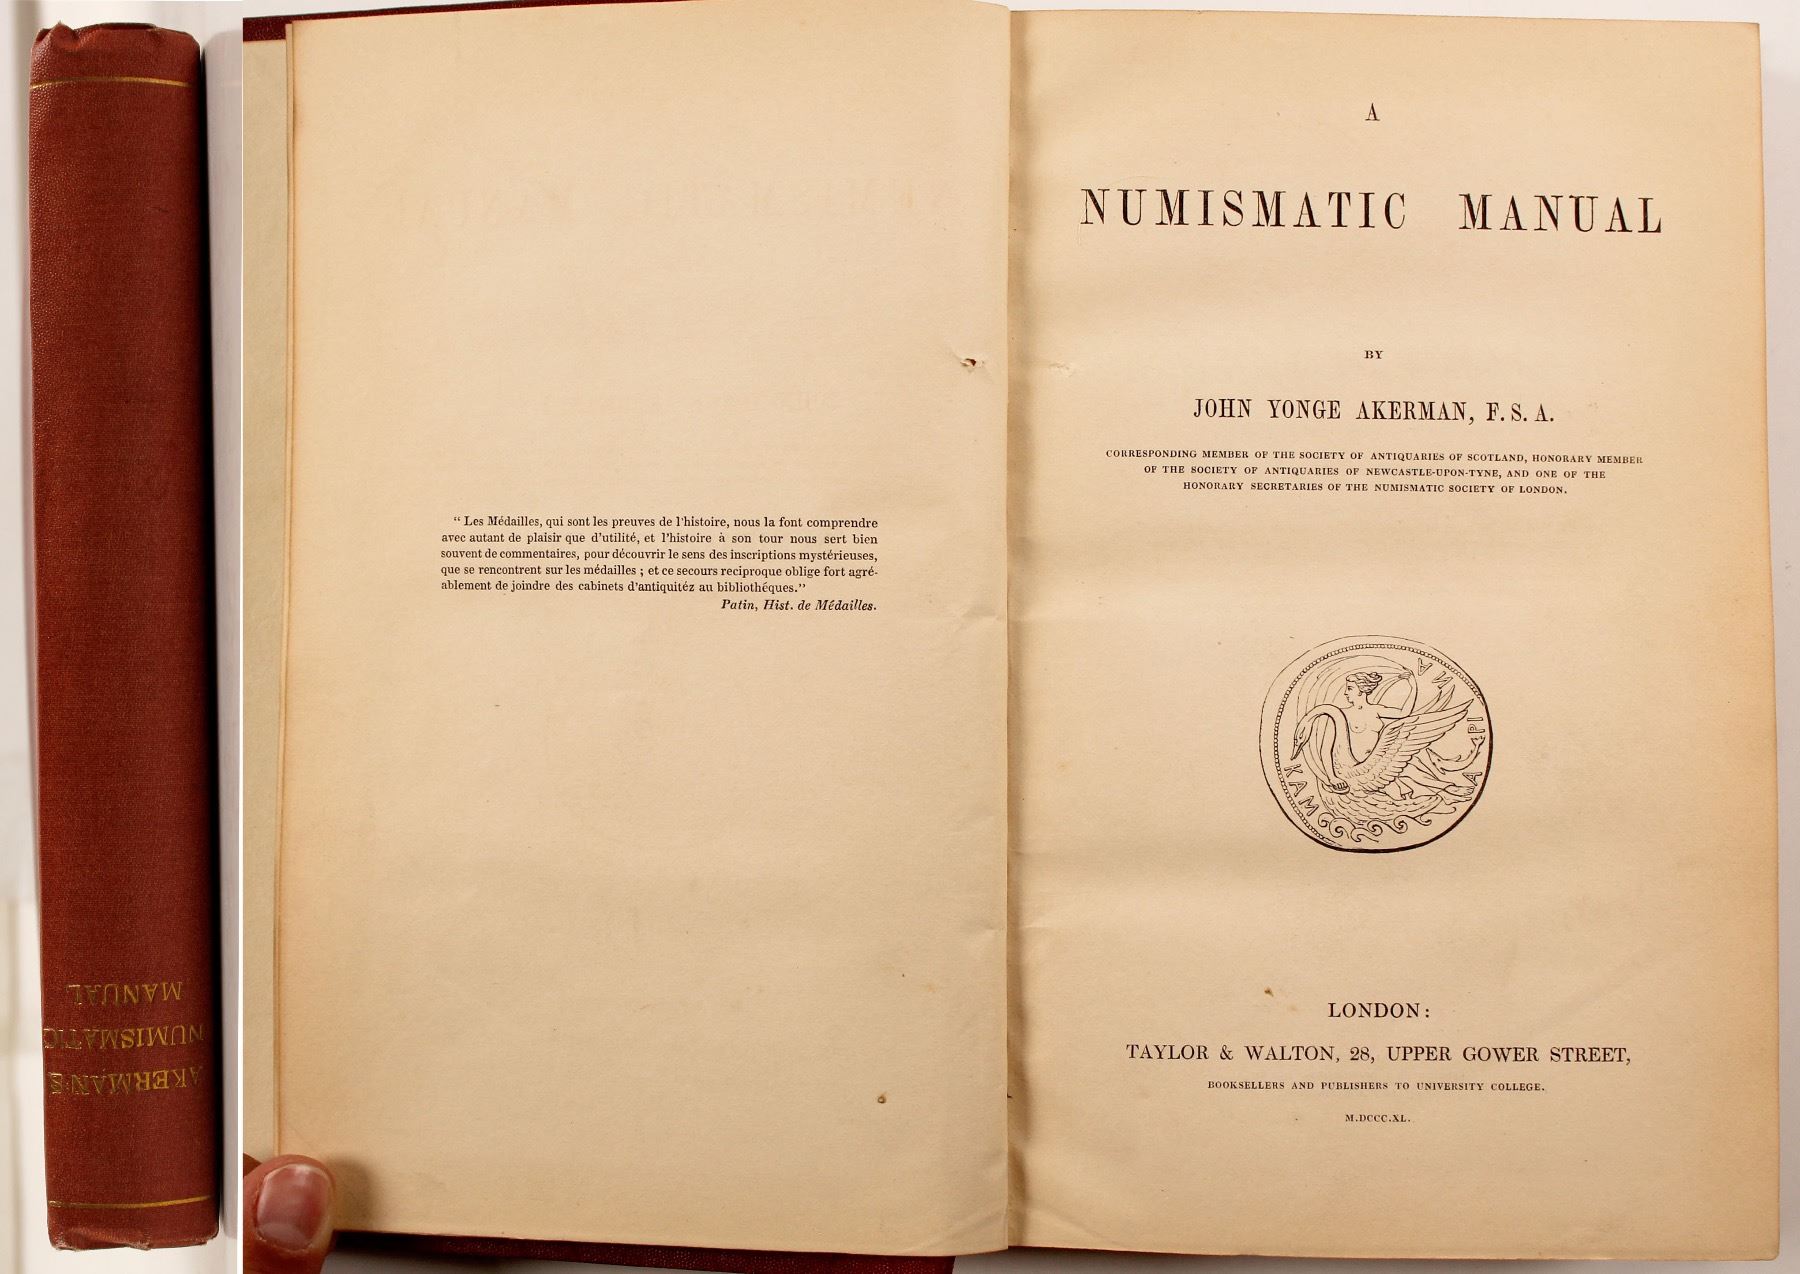 AKERMAN'S
NUMISMATIC
MANUAL
“ Les Médailles, qui sont les preuves de l'histoire, nous la font comprendre
avec autant de plaisir que d'utilité, et l'histoire à son tour nous sert bien
souvent de commentaires, pour découvrir le sens des inscriptions mystérieuses,
que se rencontrent sur les médailles ; et ce secours reciproque oblige fort agré-
ablement de joindre des cabinets d'antiquitéz au bibliothéques.”
Patin, Hist. de Médailles.
A
NUMISMATIC MANUAL
BY
JOHN YONGE AKERMAN, F. S. A.
CORRESPONDING MEMBER OF THE SOCIETY OF ANTIQUARIES OF SCOTLAND, HONORARY MEMBER
OF THE SOCIETY OF ANTIQUARIES OF NEWCASTLE-UPON-TYNE, AND ONE OF THE
HONORARY SECRETARIES OF THE NUMISMATIC SOCIETY OF LONDON.
ΚΑΜ
ΑΡΙ
ΝΑ
LONDON:
TAYLOR & WALTON, 28, UPPER GOWER STREET,
BOOKSELLERS AND PUBLISHERS TO UNIVERSITY COLLEGE.
M.DCCC.XL.